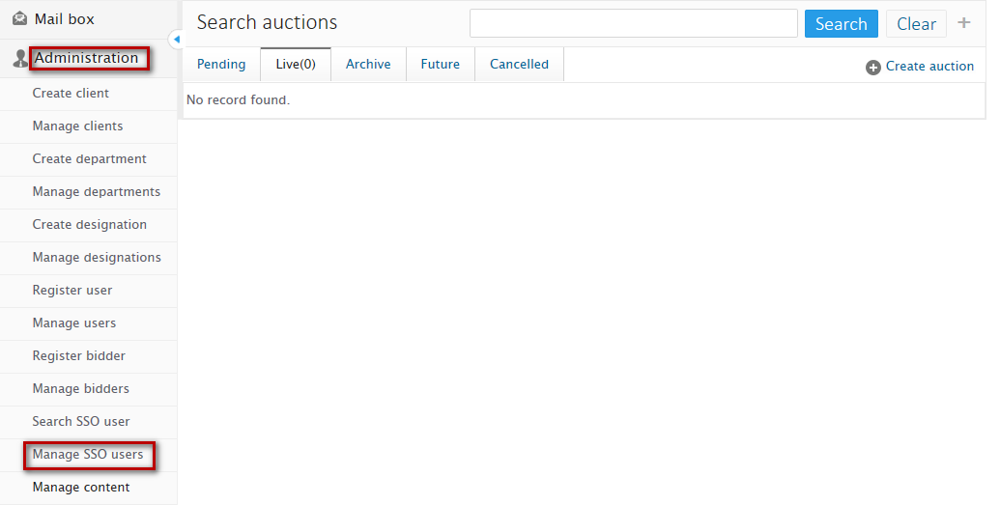 Mail box
Administration
Create client
Manage clients
Create department
Manage departments
Create designation
Manage designations
Register user
Manage users
Register bidder
Manage bidders
Search SSO user
Manage SSO users
Manage content
Search auctions
Search
Clear
Pending
Live(0)
Archive
Future
Cancelled
Create auction
No record found.